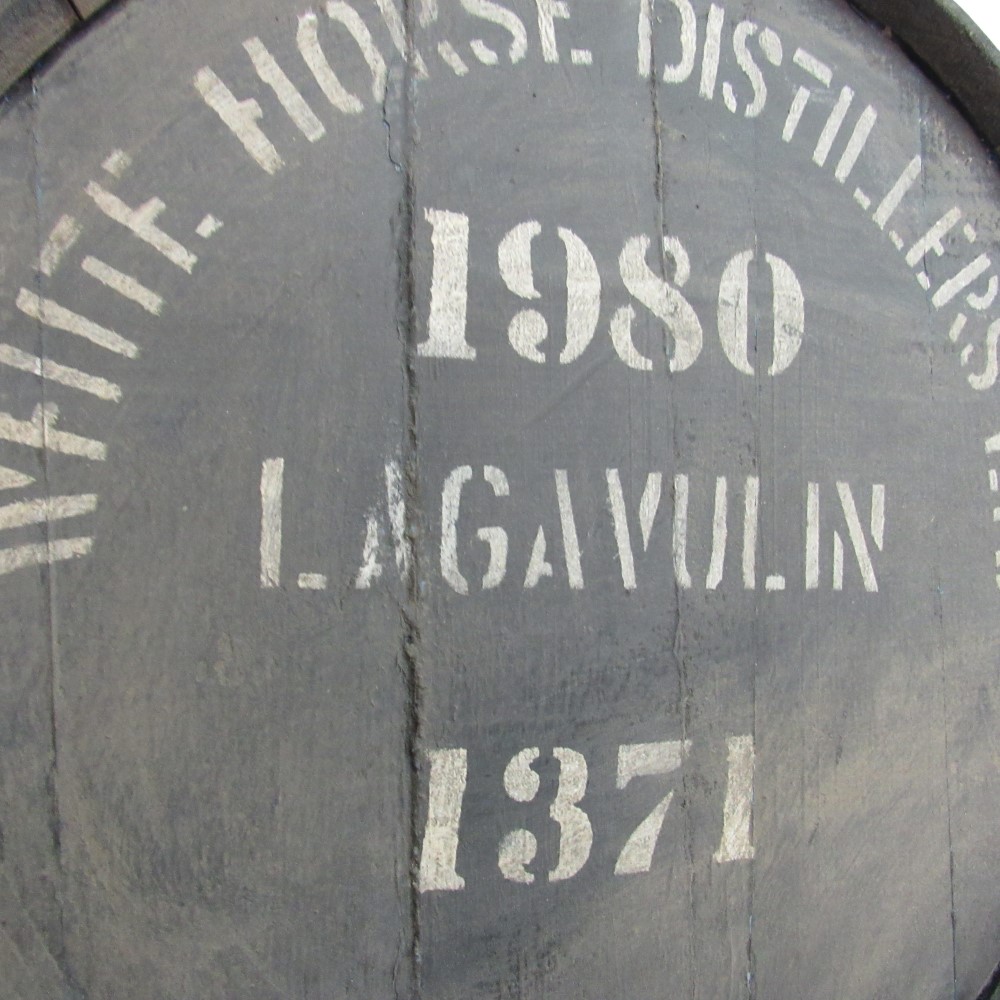 WHITE HORSE DISTILLERS
1980
LAGAVULIN
1371